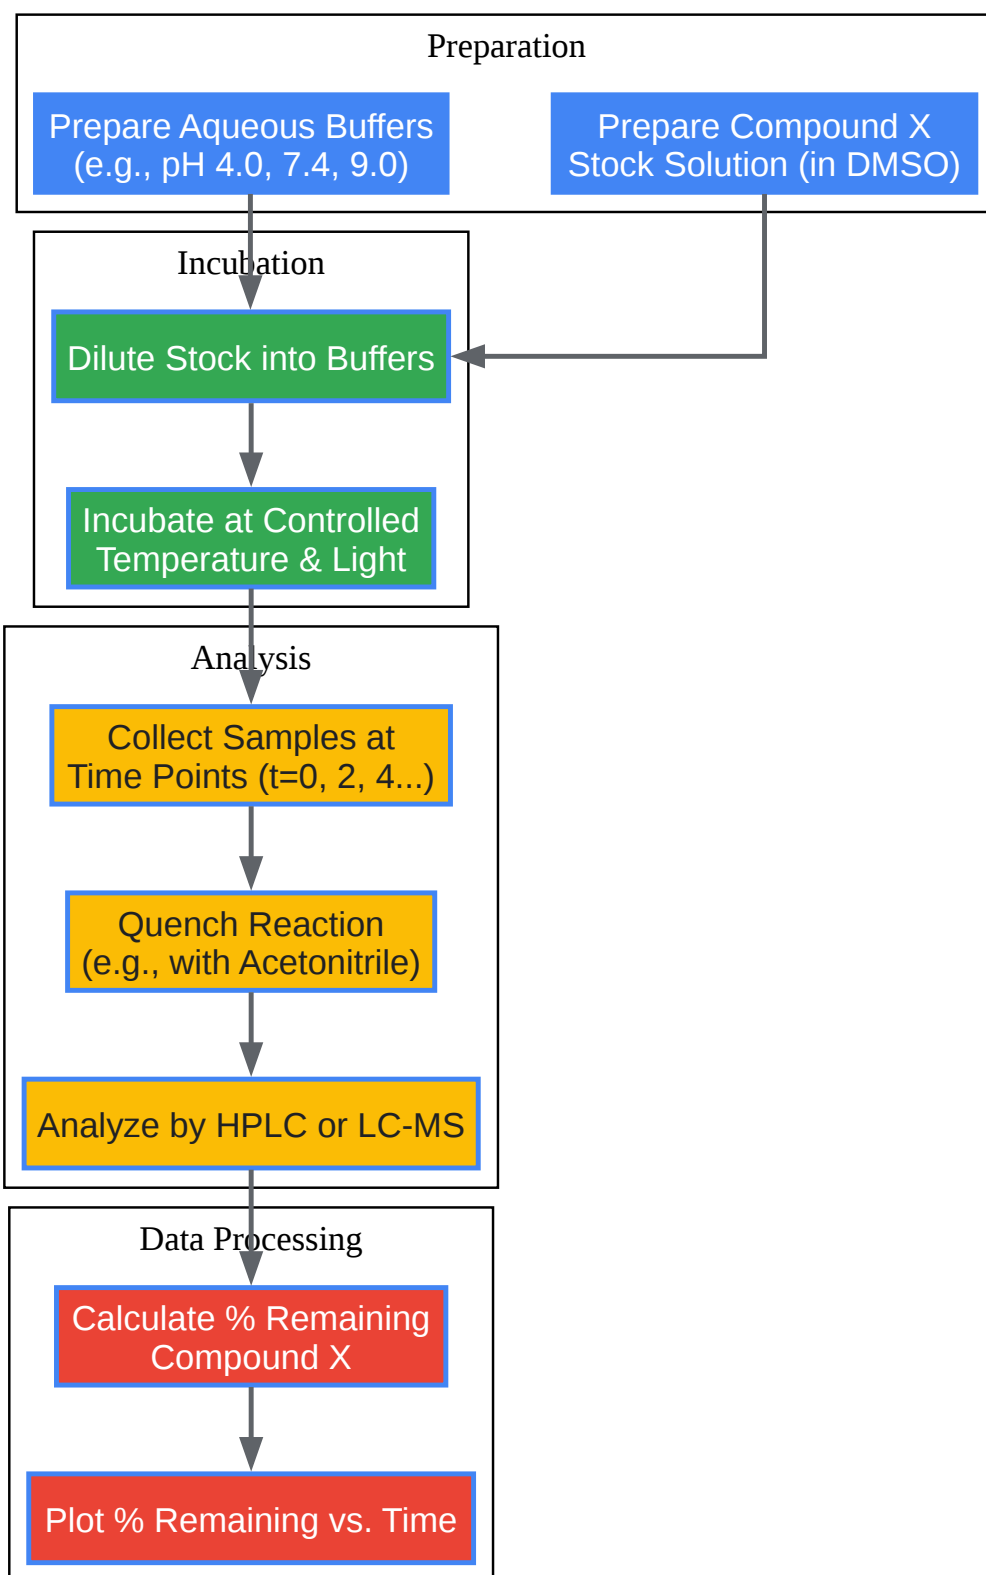 Preparation
Prepare Aqueous Buffers
(e.g., pH 4.0, 7.4, 9.0)
Prepare Compound X
Stock Solution (in DMSO)
Incubation
Dilute Stock into Buffers
Incubate at Controlled
Temperature & Light
Analysis
Collect Samples at
Time Points (t=0, 2, 4...)
Quench Reaction
(e.g., with Acetonitrile)
Analyze by HPLC or LC-MS
Data Processing
Calculate % Remaining
Compound X
Plot % Remaining vs. Time